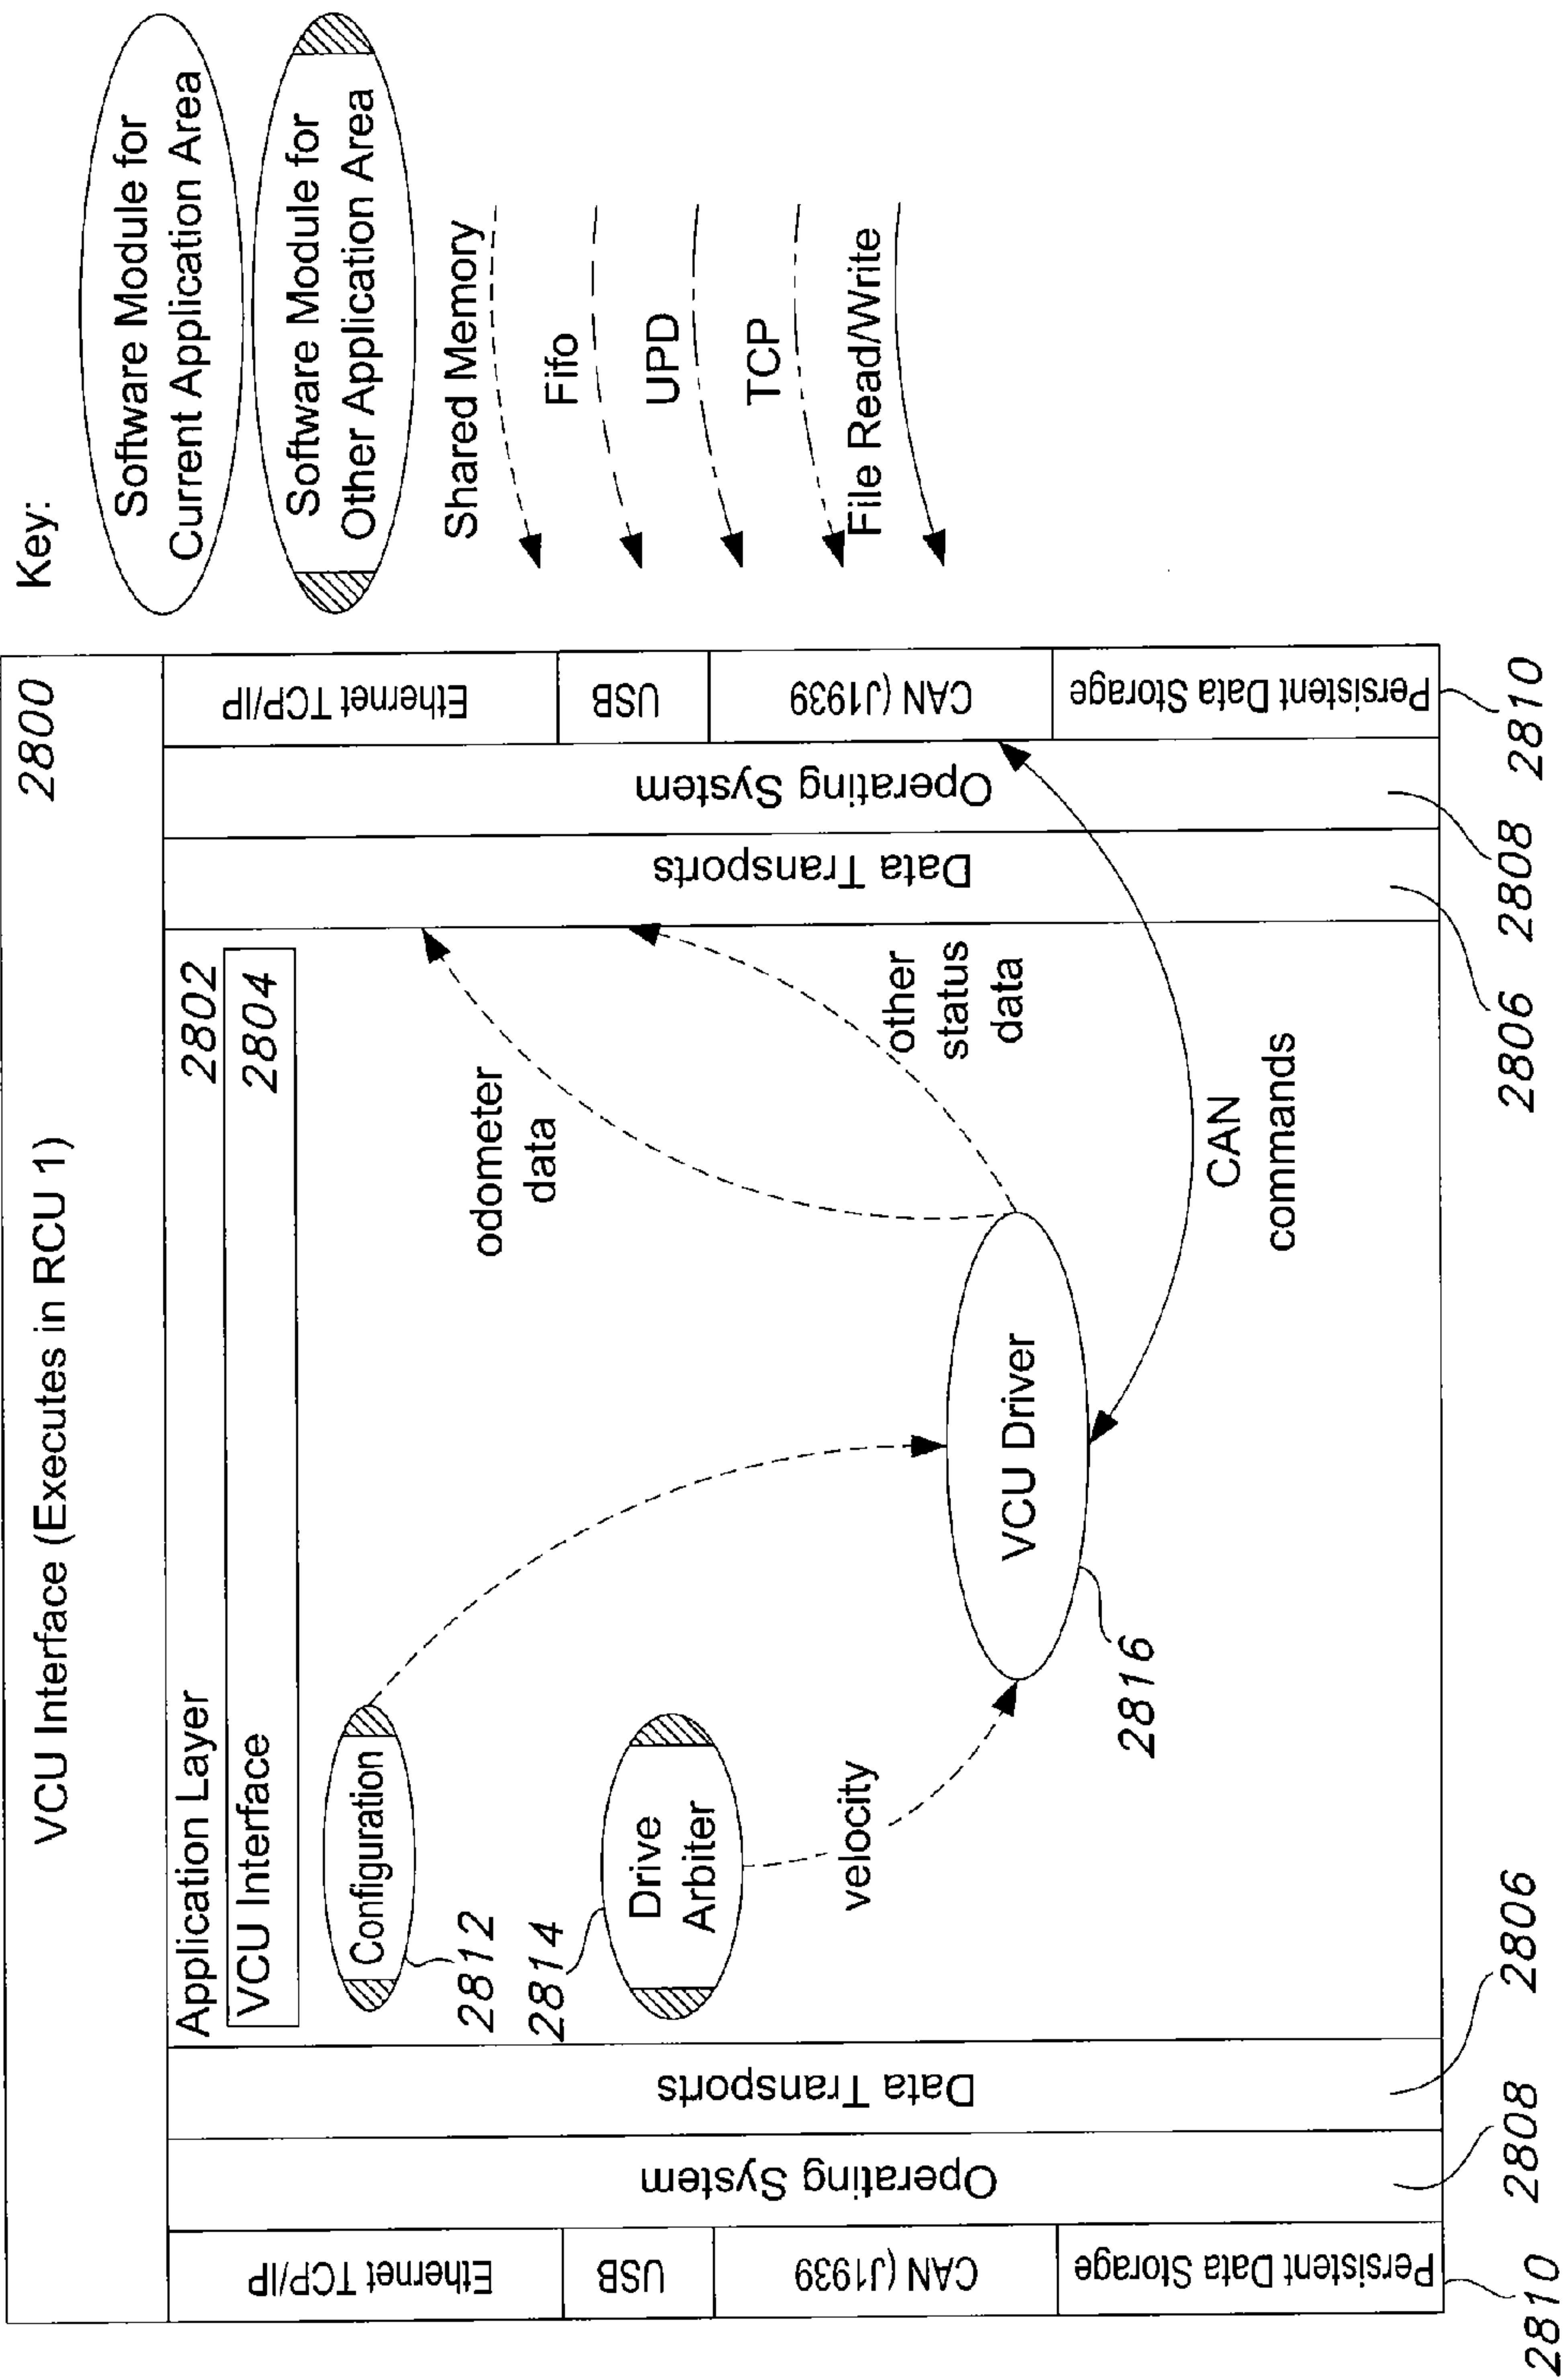 VCU Interface (Executes in RCU 1)
2800
Application Layer
2802
VCU Interface
2804
Configuration
2812
2814
Drive
Arbiter
velocity
VCU Driver
2816
odometer
data
other
status
data
CAN
commands
Ethernet TCP/IP
USB
CAN (J1939
Persistent Data Storage
Operating System
Data Transports
Data Transports
Operating System
Ethernet TCP/IP
USB
CAN (J1939
Persistent Data Storage
2810
2808
2806
2806
2808
2810
Key:
Software Module for
Current Application Area
Software Module for
Other Application Area
Shared Memory
Fifo
UPD
TCP
File Read/Write